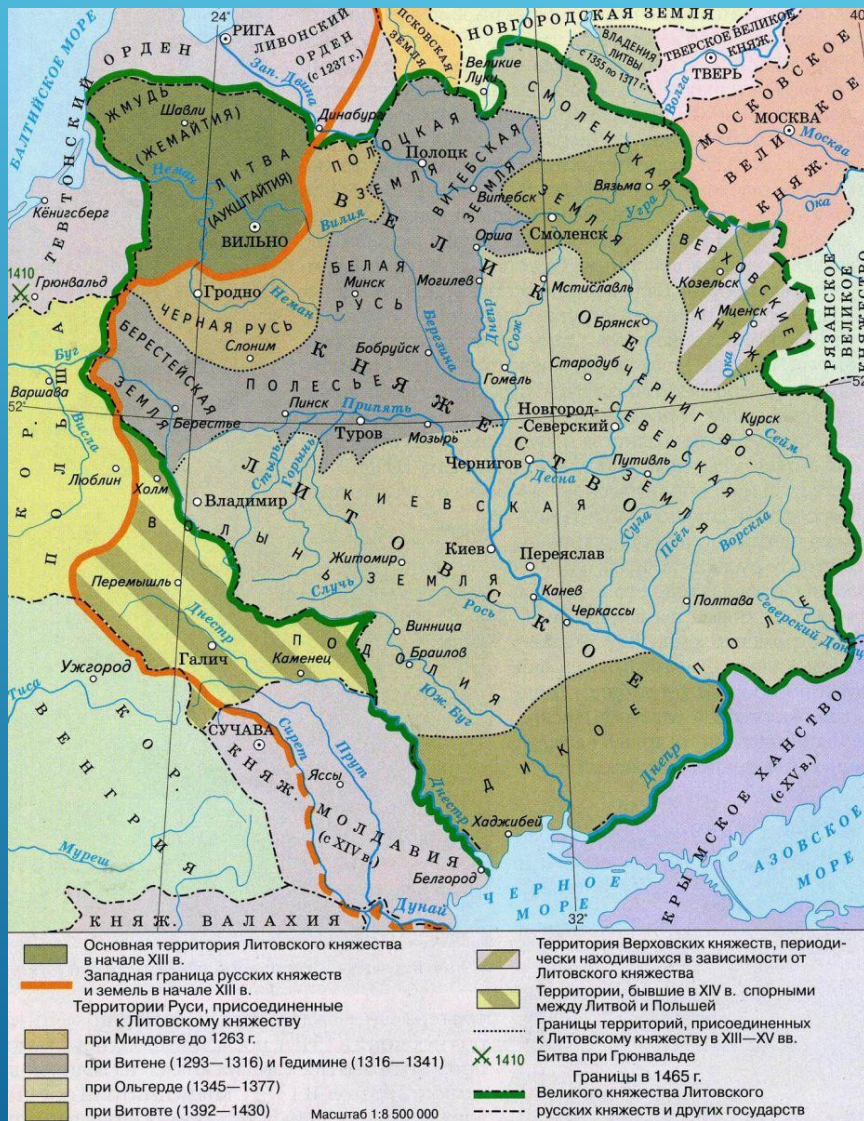 24°
40°
РИГА
ЛИВОНСКИЙ
ОРДЕН
(с 1237 г.)
ПСКОВСКАЯ
ЗЕМЛЯ
НОВГОРОДСКАЯ ЗЕМЛЯ
ВЛАДЕНИЯ
ЛИТВЫ
с 1355 по 1377 г.
ТВЕРСКОЕ ВЕЛИКОЕ
КНЯЖ.
ТВЕРЬ
Волга
БАЛТИЙСКОЕ МОРЕ
ТЕВТОНСКИЙ ОРДЕН
Зап. Двина
Великие
Луки
Динабург
ЖМУДЬ
Шавли
(ЖЕМАЙТИЯ)
ЛИТВА
(АУКШТАЙТИЯ)
Неман
ВИЛЬНО
Вилия
ПОЛОЦКАЯ
ЗЕМЛЯ
Полоцк
ВИТЕБСКАЯ
ЗЕМЛЯ
Витебск
Орша
СМОЛЕНСКАЯ
ЗЕМЛЯ
Вязьма
Угра
Смоленск
МОСКОВСКОЕ
ВЕЛИКОЕ
КНЯЖ.
МОСКВА
Москва
Ока
Кёнигсберг
1410
Грюнвальд
Гродно
Неман
ЧЕРНАЯ РУСЬ
Слоним
БЕЛАЯ
РУСЬ
Минск
Могилев
Березина
Бобруйск
Днепр
Сож
Мстиславль
ВЕРХОВСКИЕ
КНЯЖ.
Козельск
Мценск
Ока
РЯЗАНСКОЕ
ВЕЛИКОЕ
Брянск
Стародуб
Гомель
Новгород-
Северский
ВЕЛИКОЕ
КНЯЖЕСТВО
ЛИТОВСКОЕ
КОР.
ПОЛЬША
Буг
Варшава
52°
Висла
Люблин
Холм
БЕРЕСТЕЙСКАЯ
ЗЕМЛЯ
Берестье
ПОЛЕСЬЕ
Пинск
Припять
Туров
Мозырь
Стырь
Горынь
Чернигов
Десна
ЧЕРНИГОВО-
СЕВЕРСКАЯ
ЗЕМЛЯ
Курск
Сейм
Путивль
Владимир
ВОЛЫНЬ
КИЕВСКАЯ
ЗЕМЛЯ
Житомир
Случь
Киев
Переяслав
Сула
Псёл
Ворскла
Канев
Рось
Черкассы
Полтава
Северский Донец
Перемышль
Днестр
Галич
Каменец
ПОДОЛИЯ
Винница
Браилов
Юж. Буг
ДИКОЕ
ПОЛЕ
Днепр
Ужгород
Тиса
КОР.
ВЕНГРИЯ
Муреш
СУЧАВА
Сирет
Прут
Яссы
КНЯЖ.
МОЛДАВИЯ
(с XIV в.)
Днестр
Хаджибей
Белгород
ЧЕРНОЕ
МОРЕ
32°
КРЫМСКОЕ ХАНСТВО
(с XV в.)
АЗОВСКОЕ
МОРЕ
Дунай
КНЯЖ. ВАЛАХИЯ
Основная территория Литовского княжества
в начале XIII в.
Западная граница русских княжеств
и земель в начале XIII в.
Территории Руси, присоединенные
к Литовскому княжеству
при Миндовге до 1263 г.
при Витене (1293—1316) и Гедимине (1316—1341)
при Ольгерде (1345—1377)
при Витовте (1392—1430)
Масштаб 1:8 500 000
Территория Верховских княжеств, периоди-
чески находившихся в зависимости от
Литовского княжества
Территории, бывшие в XIV в. спорными
между Литвой и Польшей
Границы территорий, присоединенных
к Литовскому княжеству в XIII—XV вв.
1410 Битва при Грюнвальде
Границы в 1465 г.
Великого княжества Литовского
русских княжеств и других государств